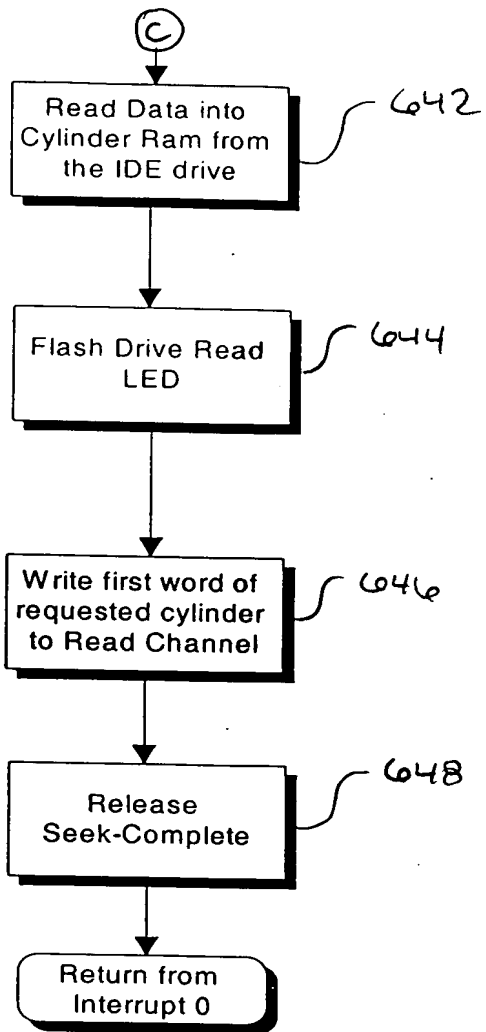 C
Read Data into
Cylinder Ram from
the IDE drive
642
Flash Drive Read
LED
644
Write first word of
requested cylinder
to Read Channel
646
Release
Seek-Complete
648
Return from
Interrupt 0